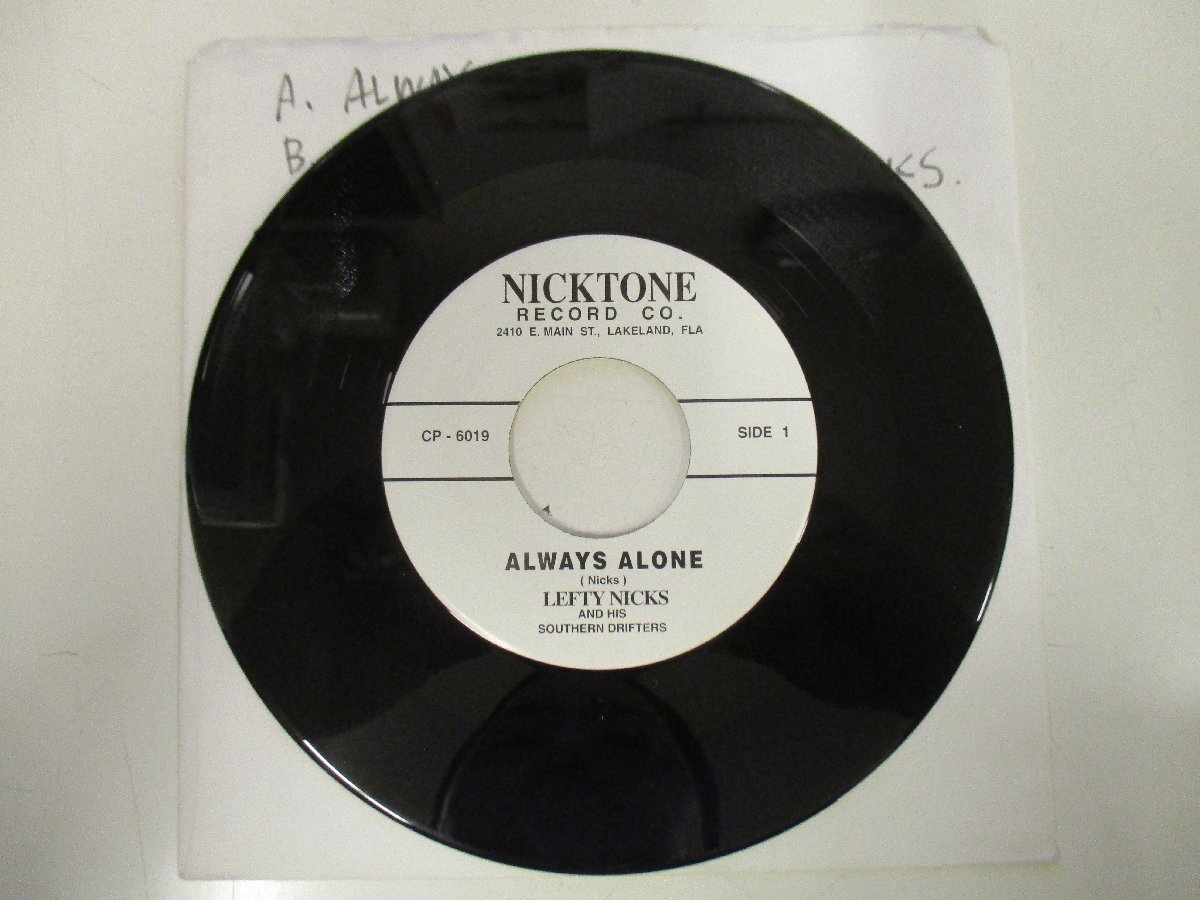 A. ALWAY
B.
KS.
NICKTONE
RECORD CO.
2410 E. MAIN ST., LAKELAND, FLA
CP - 6019
SIDE 1
ALWAYS ALONE
( Nicks )
LEFTY NICKS
AND HIS
SOUTHERN DRIFTERS